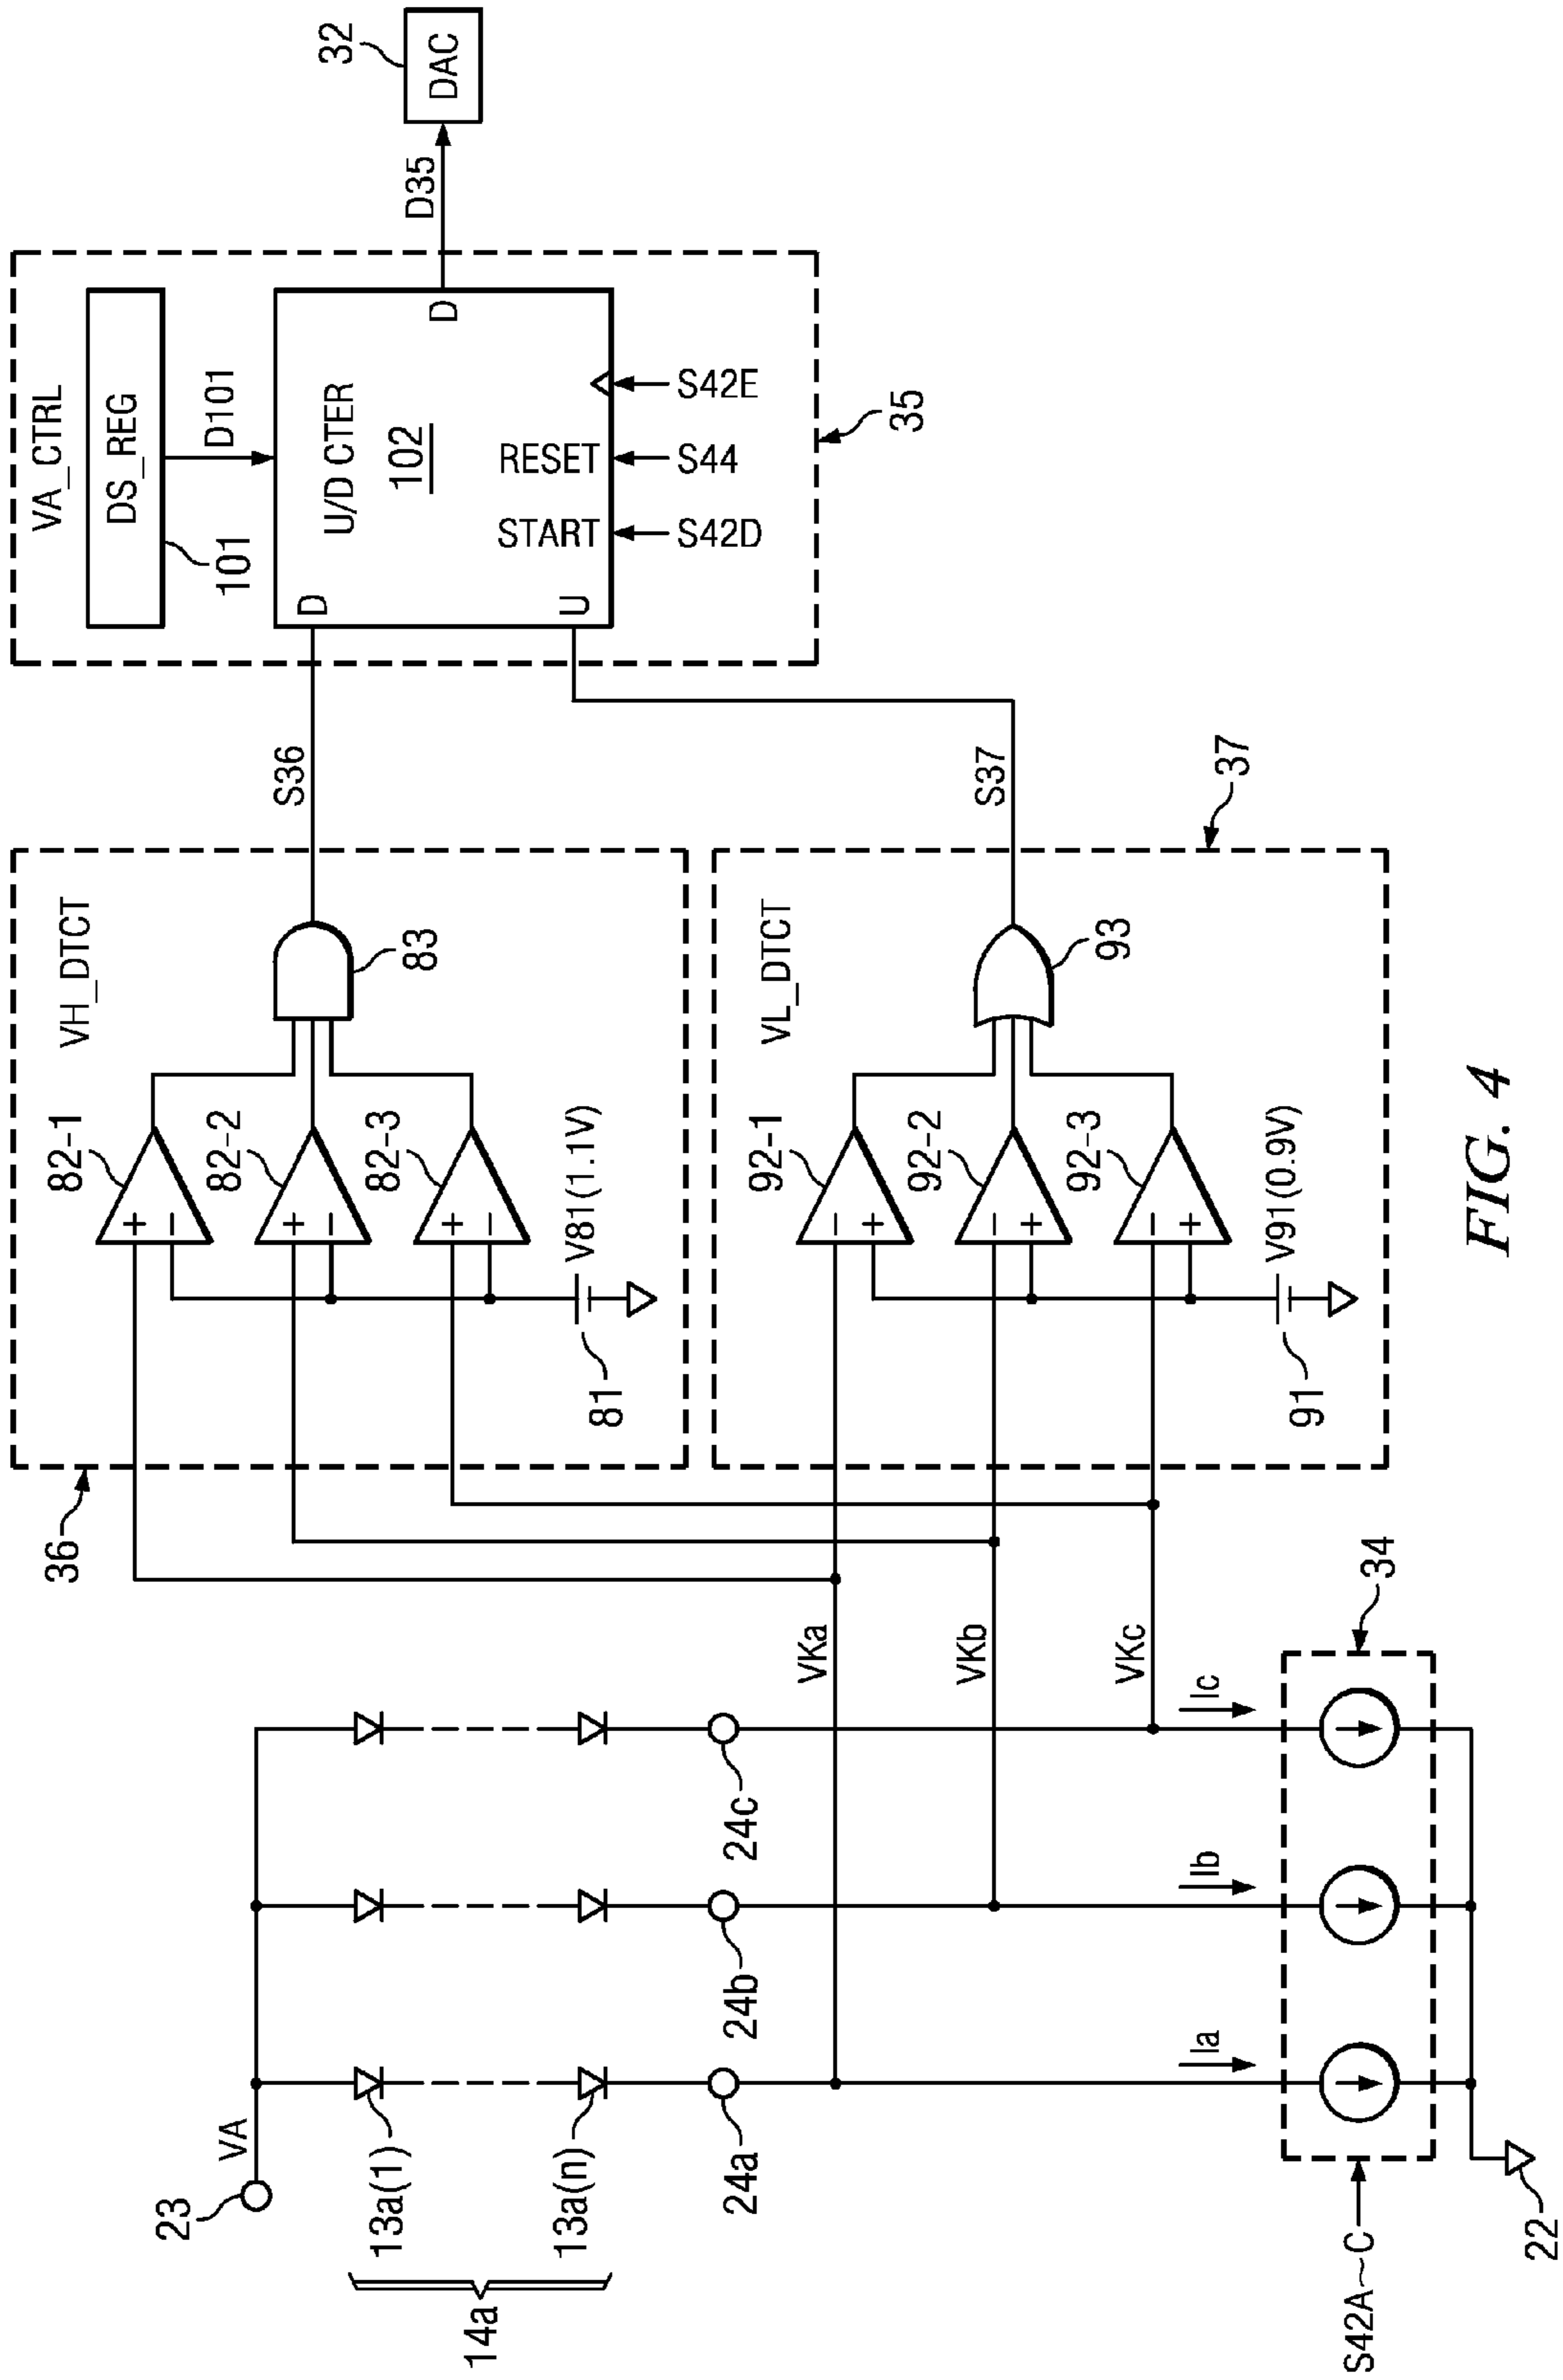 23
VA
13a(1)
13a(n)
14a
24a
24b
24c
Ia
Ib
Ic
S42A~C
34
22
VKa
VKb
VKc
36
VH_DTCT
82-1
+
−
82-2
+
−
82-3
+
−
81
V81(1.1V)
83
S36
37
VL_DTCT
92-1
−
+
92-2
−
+
92-3
−
+
91
V91(0.9V)
93
S37
VA_CTRL
DS_REG
101
D101
D
U/D CTER
102
U
START
RESET
D
S42D
S44
S42E
35
D35
32
DAC
FIG. 4